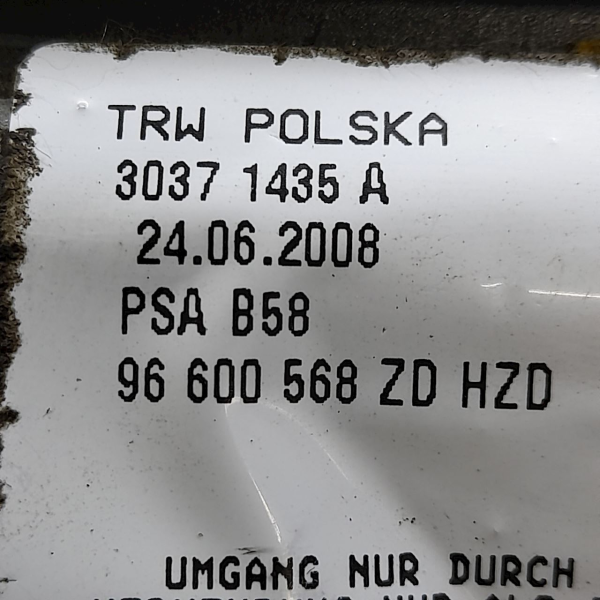 TRW POLSKA
3037 1435 A
24.06.2008
PSA B58
96 600 568 ZD HZD
UMGANG NUR DURCH